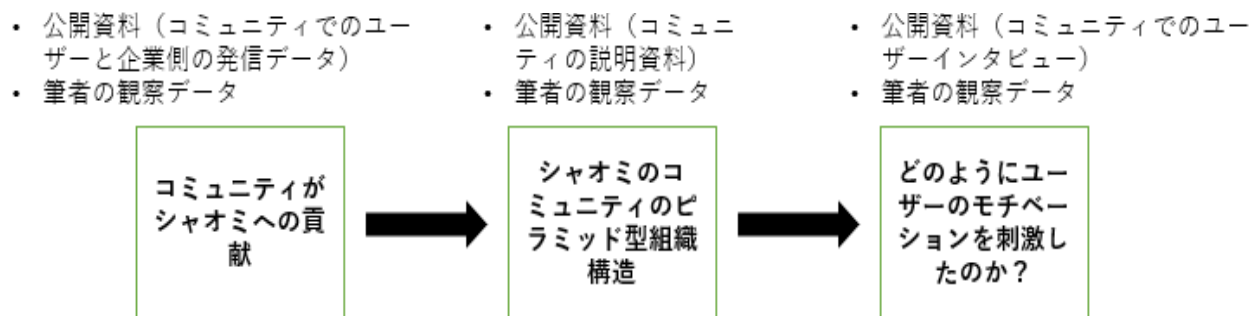 • 公開資料（コミュニティでのユー
ザーと企業側の発信データ）
• 筆者の観察データ
• 公開資料（コミュニ
ティの説明資料）
• 筆者の観察データ
• 公開資料（コミュニティでのユー
ザーインタビュー）
• 筆者の観察データ
コミュニティが
シャオミへの貢
献
シャオミのコ
ミュニティのピ
ラミッド型組織
構造
どのようにユー
ザーのモチベー
ションを刺激し
たのか？